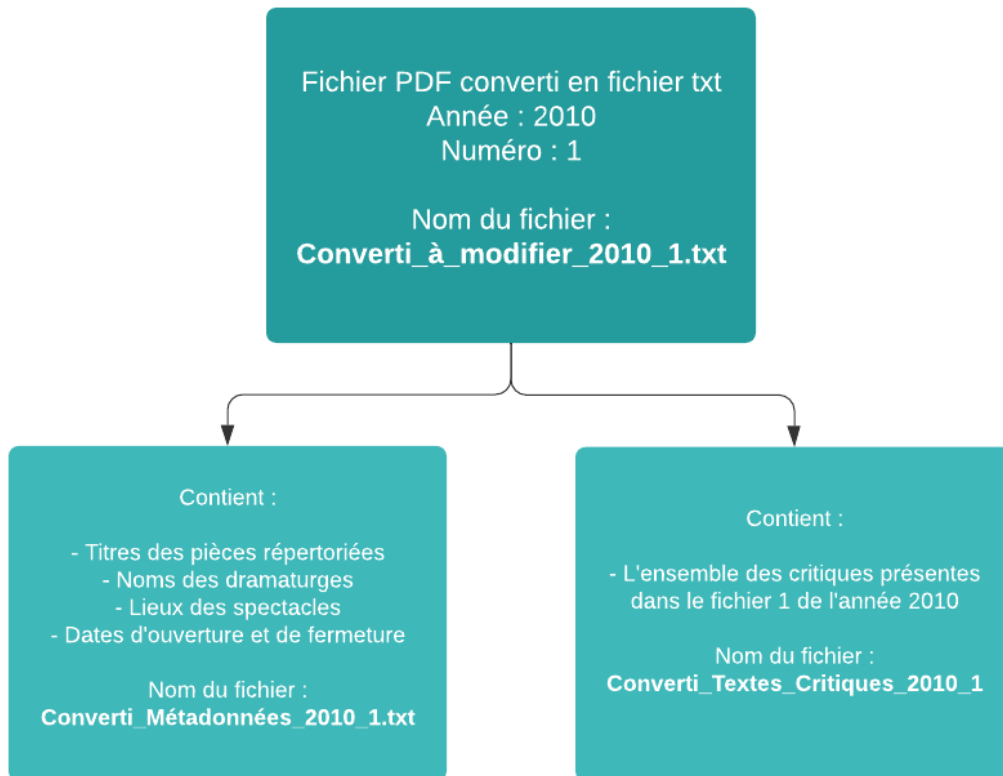 Fichier PDF converti en fichier txt
Année : 2010
Numéro : 1
Nom du fichier :
Converti_à_modifier_2010_1.txt
Contient :
- Titres des pièces répertoriées
- Noms des dramaturges
- Lieux des spectacles
- Dates d'ouverture et de fermeture
Nom du fichier :
Converti_Métadonnées_2010_1.txt
Contient :
- L'ensemble des critiques présentes
dans le fichier 1 de l'année 2010
Nom du fichier :
Converti_Textes_Critiques_2010_1